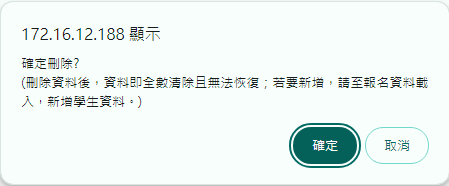 172.16.12.188 顯示
確定刪除?
(刪除資料後，資料即全數清除且無法恢復；若要新增，請至報名資料載
入，新增學生資料。)
確定
取消